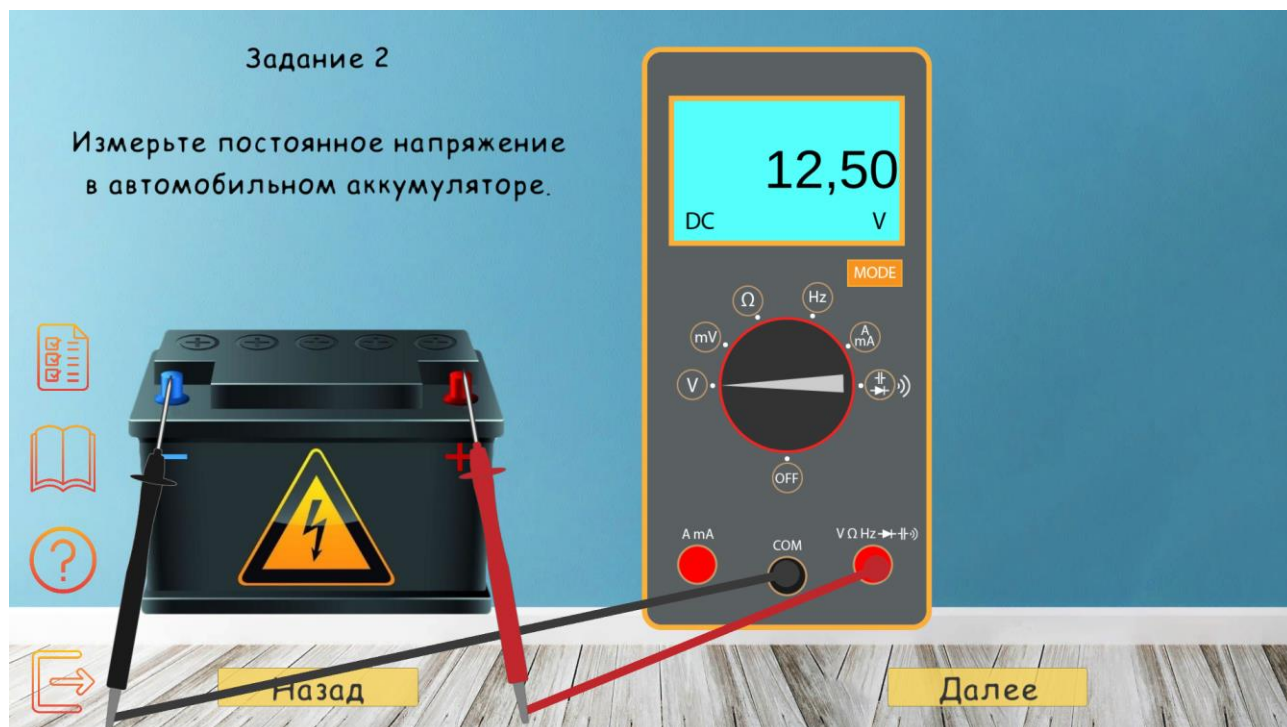 Задание 2
Измерьте постоянное напряжение
в автомобильном аккумуляторе.
12,50
DC V
MODE
Ω Hz
mV A mA
V
OFF
A mA COM V Ω Hz
Назад Далее